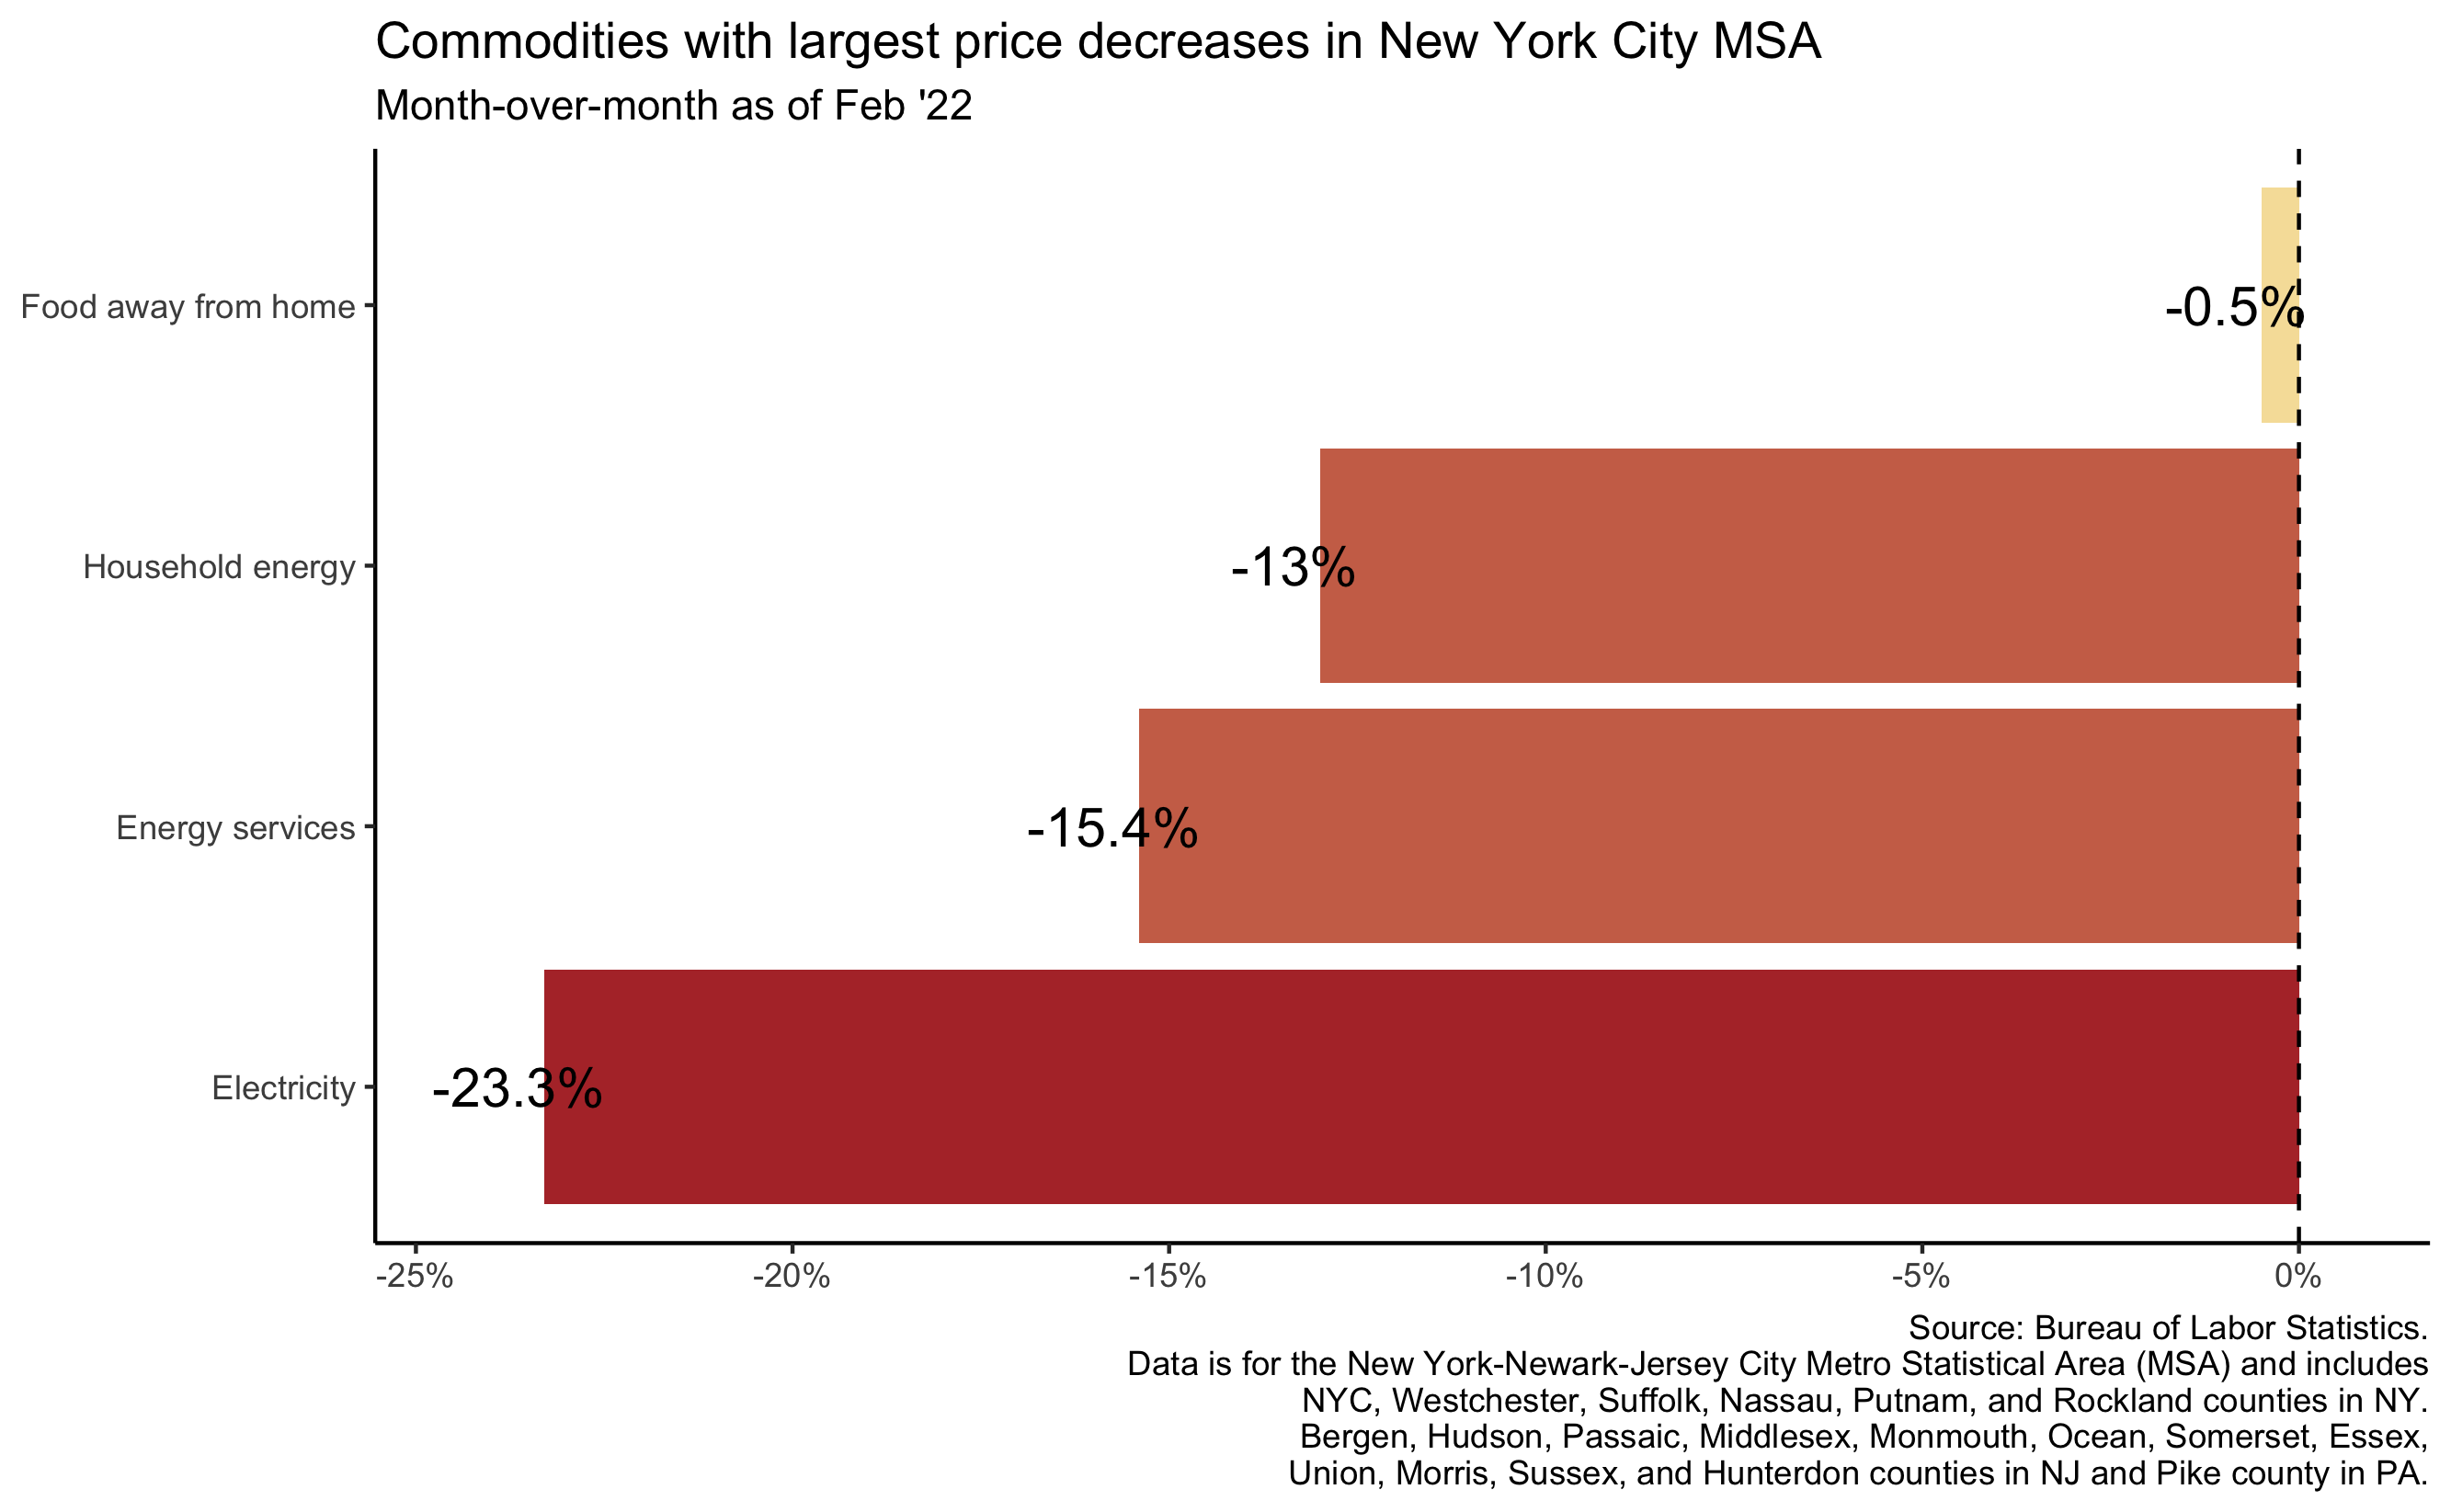 Commodities with largest price decreases in New York City MSA
Month-over-month as of Feb '22
Food away from home
-0.5%
Household energy
-13%
Energy services
-15.4%
Electricity
-23.3%
-25%
-20%
-15%
-10%
-5%
0%
Source: Bureau of Labor Statistics.
Data is for the New York-Newark-Jersey City Metro Statistical Area (MSA) and includes
NYC, Westchester, Suffolk, Nassau, Putnam, and Rockland counties in NY.
Bergen, Hudson, Passaic, Middlesex, Monmouth, Ocean, Somerset, Essex,
Union, Morris, Sussex, and Hunterdon counties in NJ and Pike county in PA.